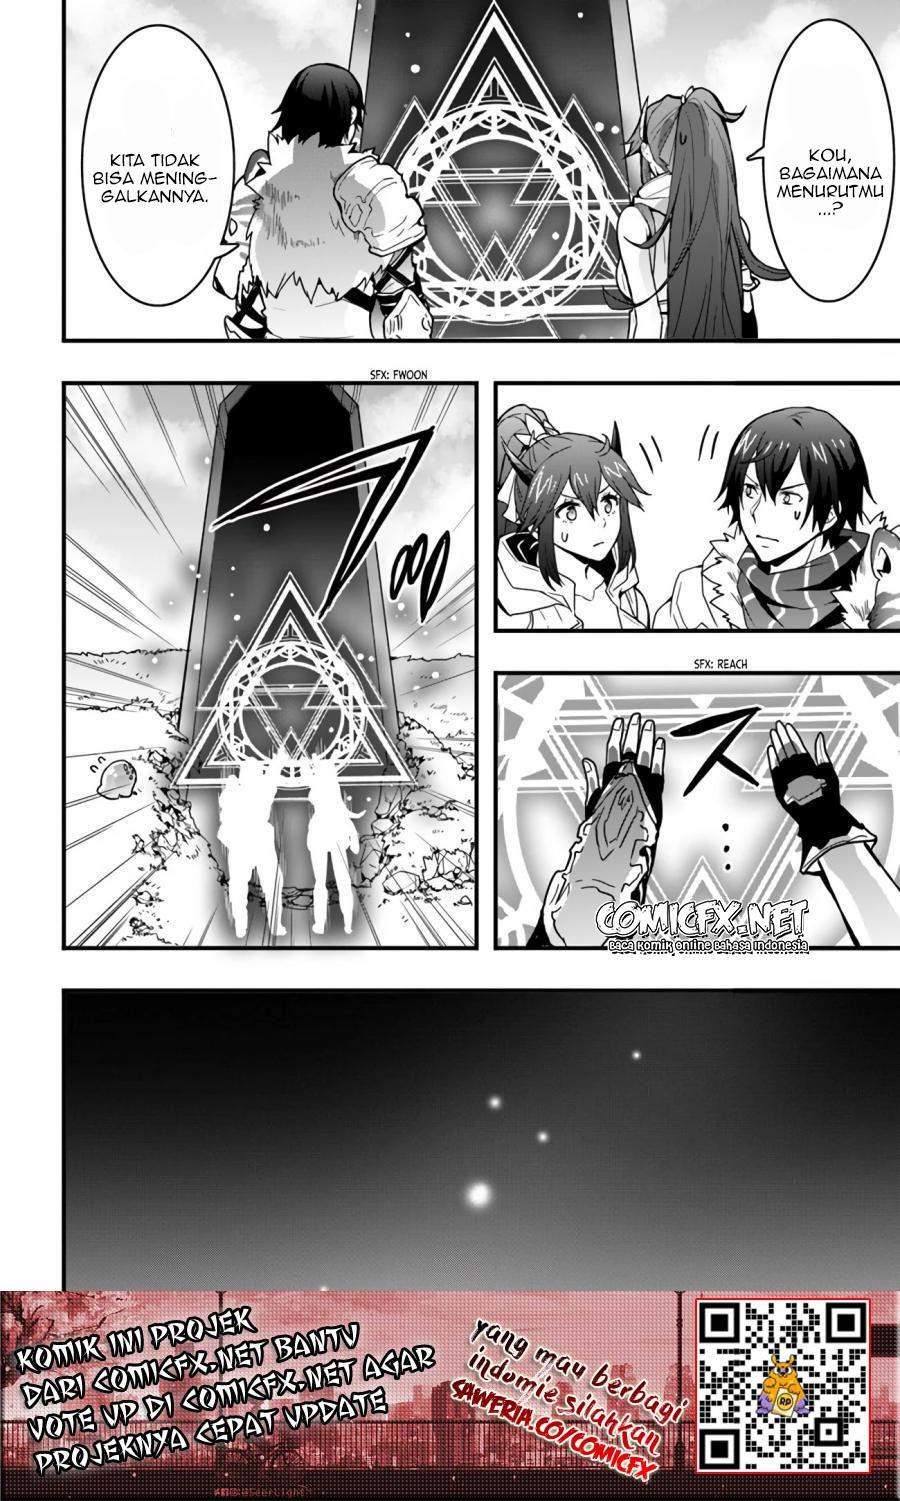 KOU,
BAGAIMANA
MENURUTMU
...?
KITA TIDAK
BISA MENING-
GALKANNYA.
SFX: FWOON
SFX: REACH
ス
...
COMICFX.NET
Baca Komik Online Bahasa Indonesia
KOMIK INI PROJEK
DARI COMICFX.NET BANTU
VOTE UP DI COMICFX.NET AGAR
PROJEKNYA CEPAT UPDATE
yang mau berbagi
indomie silahkan
SAWERIA.CO/COMICFX
RP